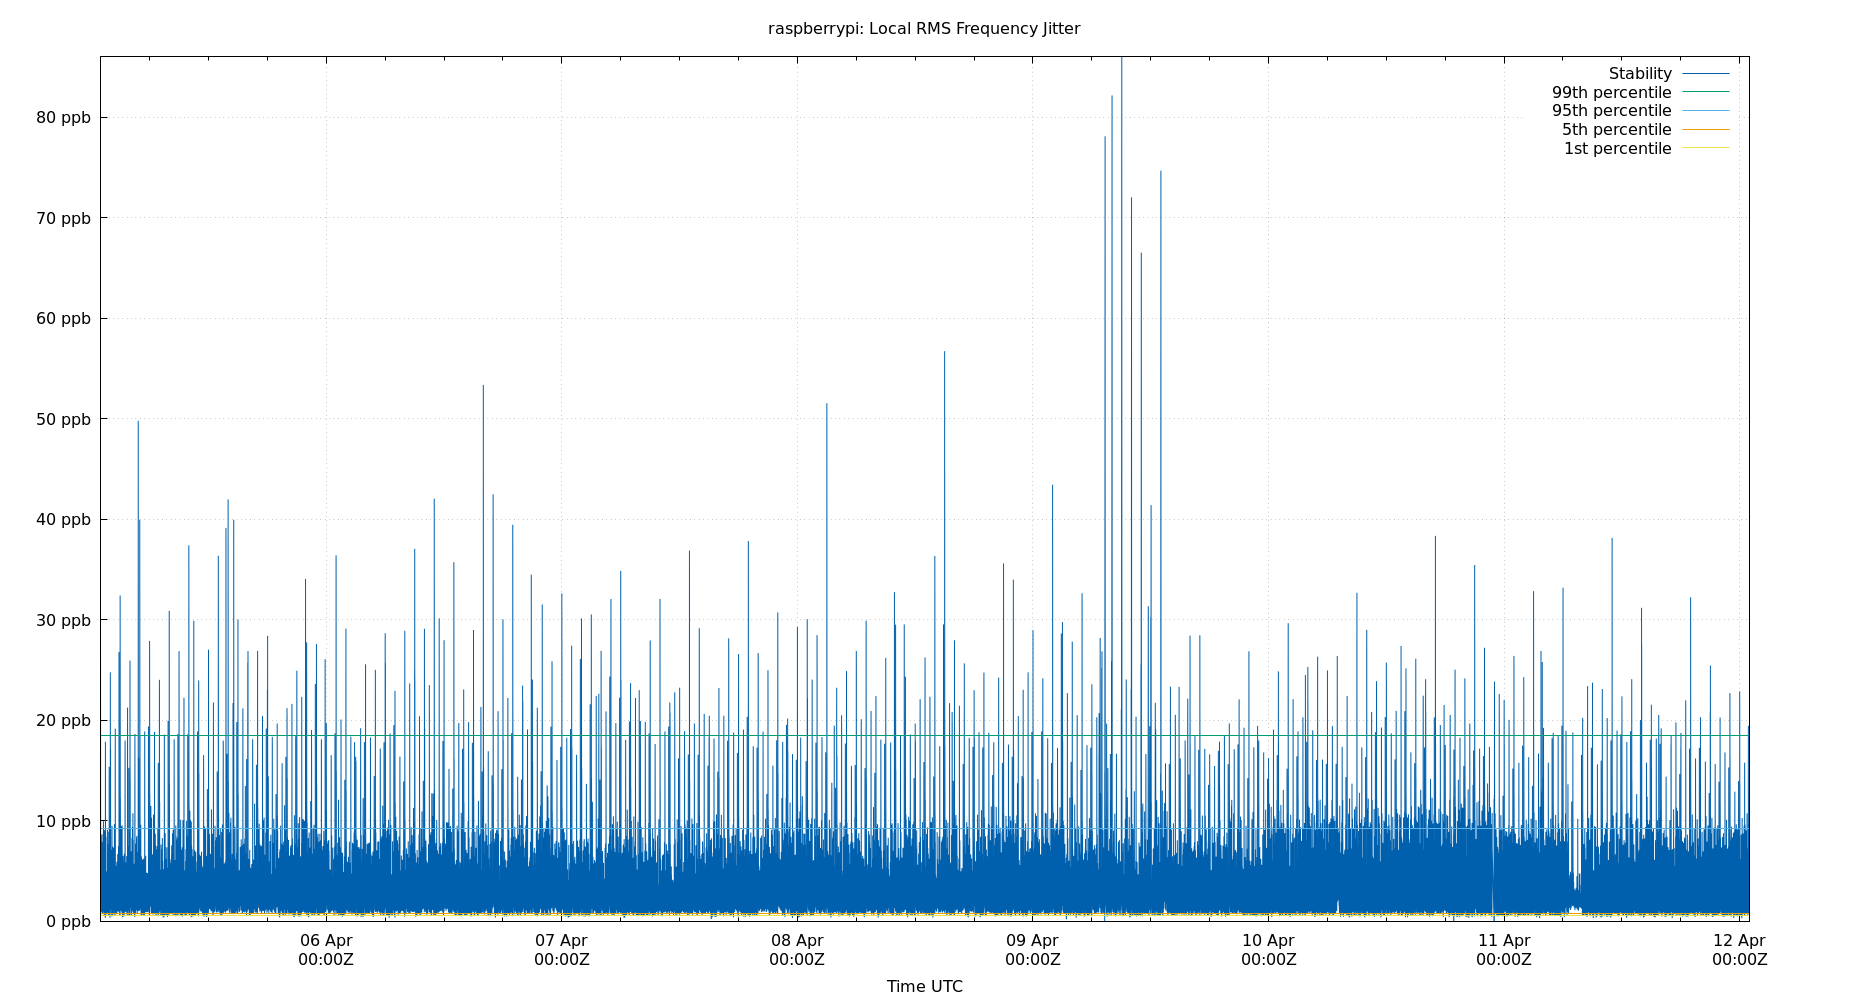 raspberrypi: Local RMS Frequency Jitter
Stability
99th percentile
95th percentile
5th percentile
1st percentile
80 ppb
70 ppb
60 ppb
50 ppb
40 ppb
30 ppb
20 ppb
10 ppb
0 ppb
06 Apr 07 Apr 08 Apr 09 Apr 10 Apr 11 Apr 12 Apr
00:00Z 00:00Z 00:00Z 00:00Z 00:00Z 00:00Z 00:00Z
Time UTC